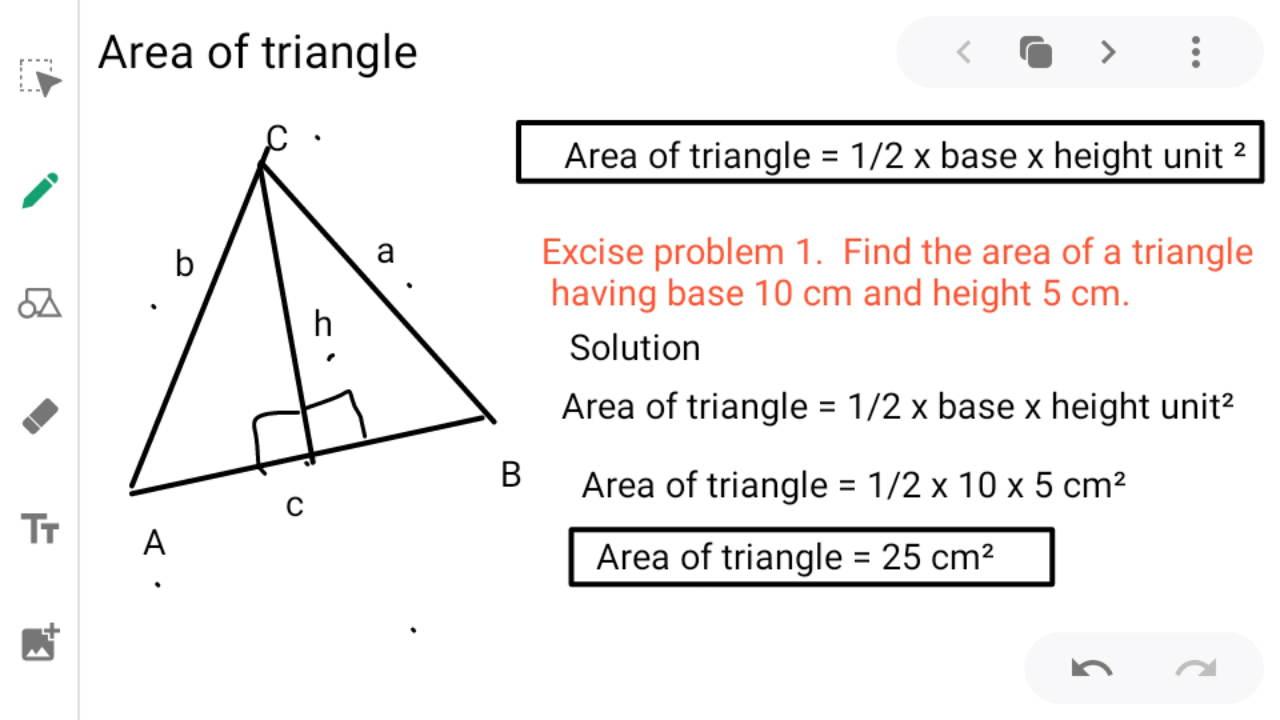 Area of triangle
C
b
a
h
c
A
B
Area of triangle = 1/2 x base x height unit ²
Excise problem 1.  Find the area of a triangle
having base 10 cm and height 5 cm.
Solution
Area of triangle = 1/2 x base x height unit²
Area of triangle = 1/2 x 10 x 5 cm²
Area of triangle = 25 cm²
Tт